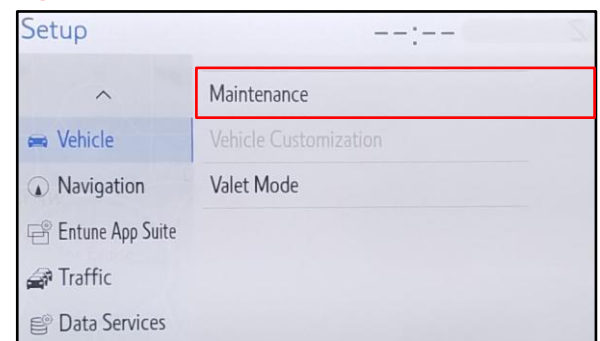 Setup
--:--
Maintenance
Vehicle
Vehicle Customization
Navigation
Valet Mode
Entune App Suite
Traffic
Data Services